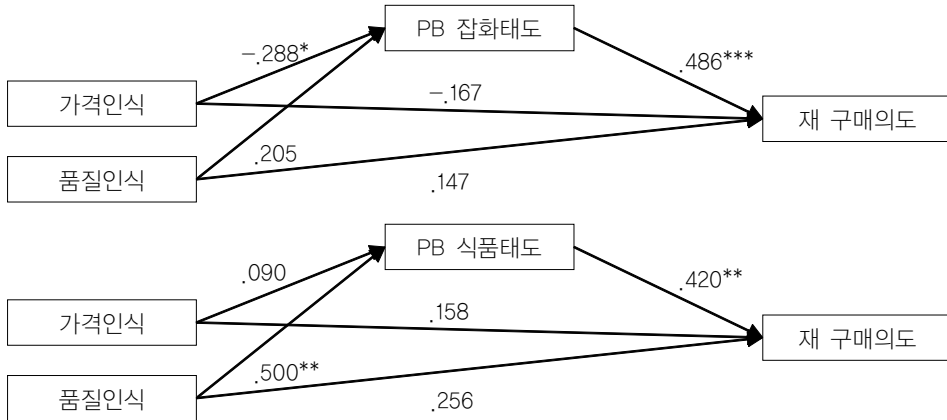 PB 잡화태도
-.288*
.486***
가격인식
-.167
재 구매의도
.205
품질인식
.147
PB 식품태도
.090
.420**
가격인식
.158
재 구매의도
.500**
품질인식
.256